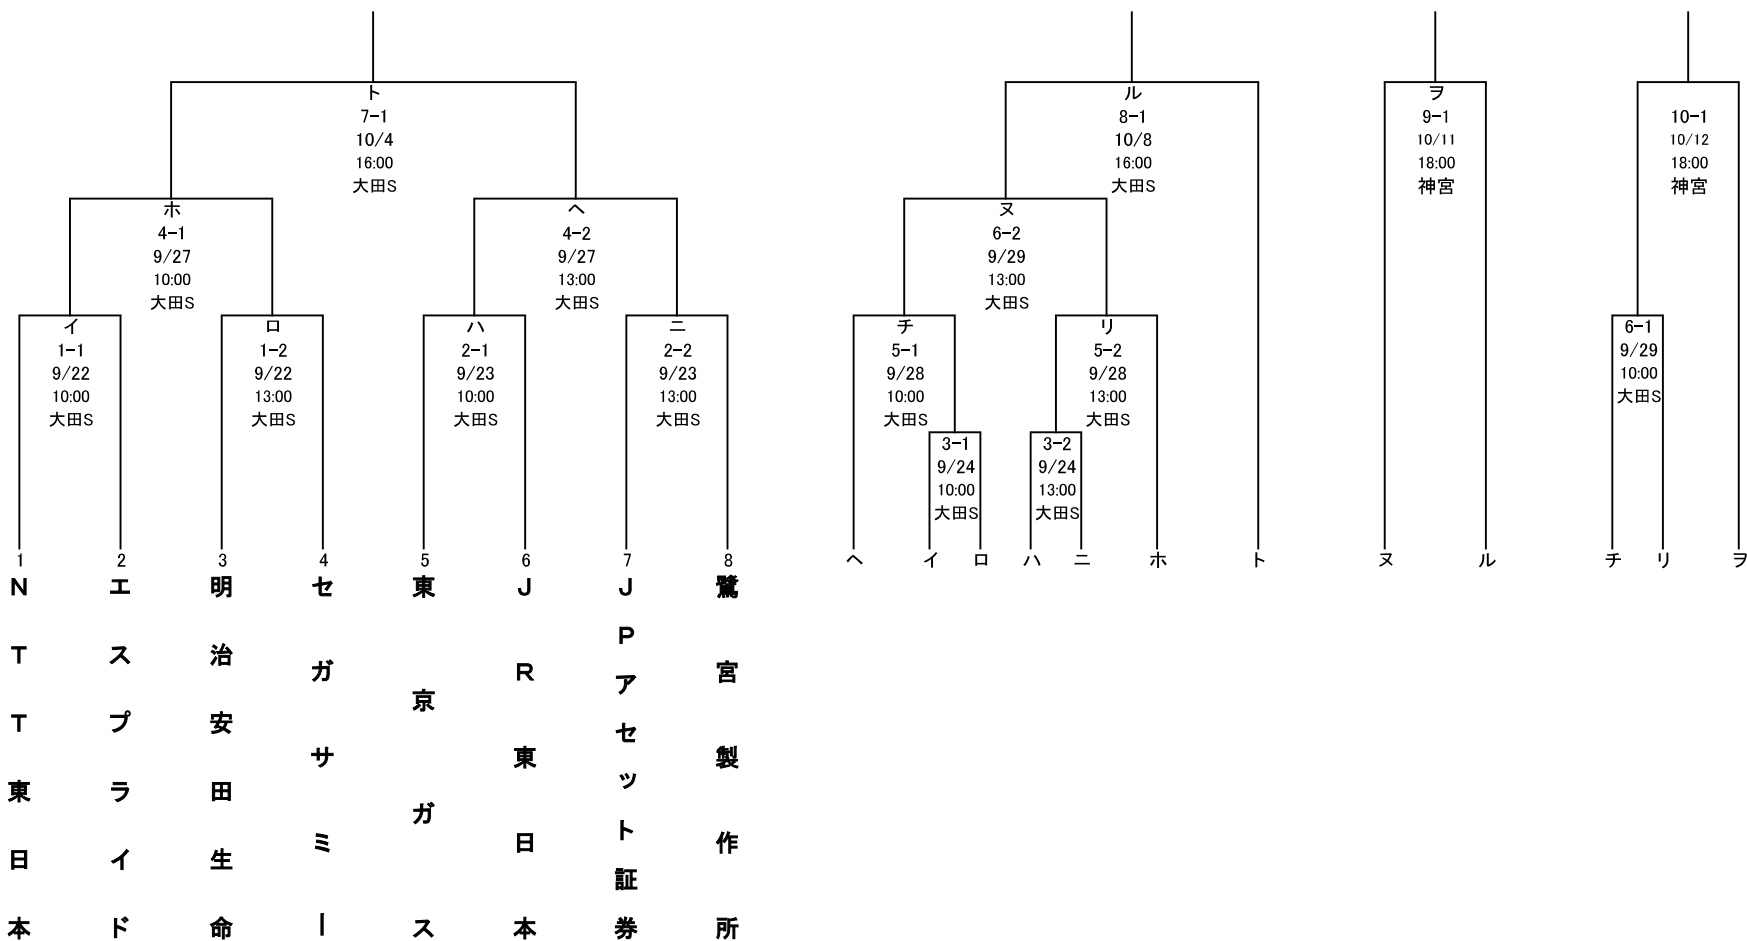 ト
7-1
10/4
16:00
大田S
ル
8-1
10/8
16:00
大田S
ヲ
9-1
10/11
18:00
神宮
10-1
10/12
18:00
神宮
ホ
4-1
9/27
10:00
大田S
ヘ
4-2
9/27
13:00
大田S
ヌ
6-2
9/29
13:00
大田S
イ
1-1
9/22
10:00
大田S
ロ
1-2
9/22
13:00
大田S
ハ
2-1
9/23
10:00
大田S
ニ
2-2
9/23
13:00
大田S
チ
5-1
9/28
10:00
大田S
リ
5-2
9/28
13:00
大田S
6-1
9/29
10:00
大田S
3-1
9/24
10:00
大田S
3-2
9/24
13:00
大田S
1 2 3 4 5 6 7 8 ヘ イ ロ ハ ニ ホ ト ヌ ル チ リ ヲ
NTT東日本
エスプライド
明治安田生命
セガサミー
東京ガス
JR東日本
JPアセット証券
鷺宮製作所